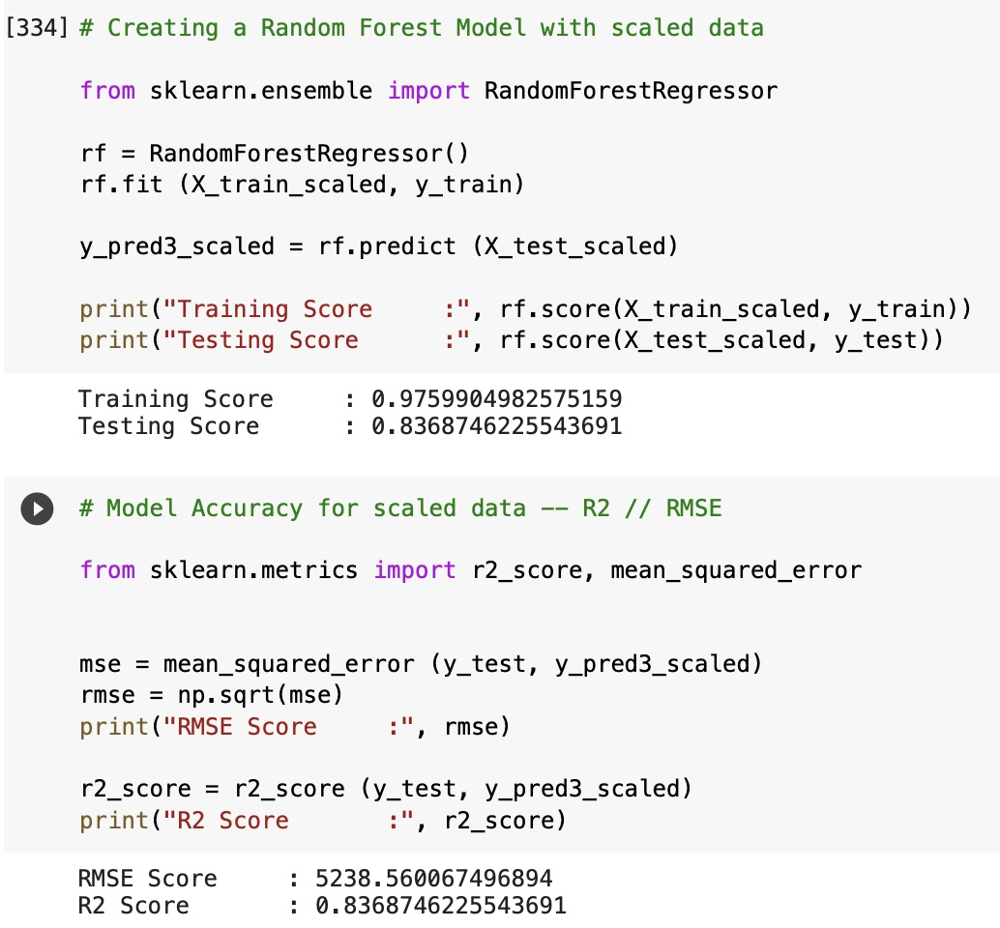 [334] # Creating a Random Forest Model with scaled data
from sklearn.ensemble import RandomForestRegressor
rf = RandomForestRegressor()
rf.fit (X_train_scaled, y_train)
y_pred3_scaled = rf.predict (X_test_scaled)
print("Training Score     :", rf.score(X_train_scaled, y_train))
print("Testing Score      :", rf.score(X_test_scaled, y_test))
Training Score     : 0.9759904982575159
Testing Score      : 0.8368746225543691
# Model Accuracy for scaled data -- R2 // RMSE
from sklearn.metrics import r2_score, mean_squared_error
mse = mean_squared_error (y_test, y_pred3_scaled)
rmse = np.sqrt(mse)
print("RMSE Score     :", rmse)
r2_score = r2_score (y_test, y_pred3_scaled)
print("R2 Score       :", r2_score)
RMSE Score     : 5238.560067496894
R2 Score       : 0.8368746225543691